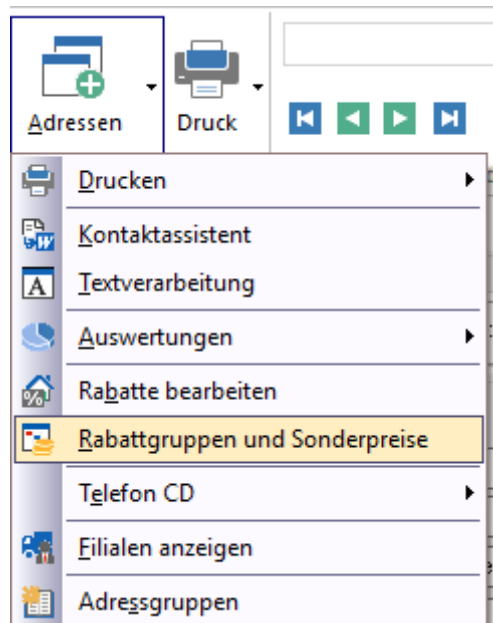 Adressen Druck
Drucken
Kontaktassistent
Textverarbeitung
Auswertungen
Rabatte bearbeiten
Rabattgruppen und Sonderpreise
Telefon CD
Filialen anzeigen
Adressgruppen